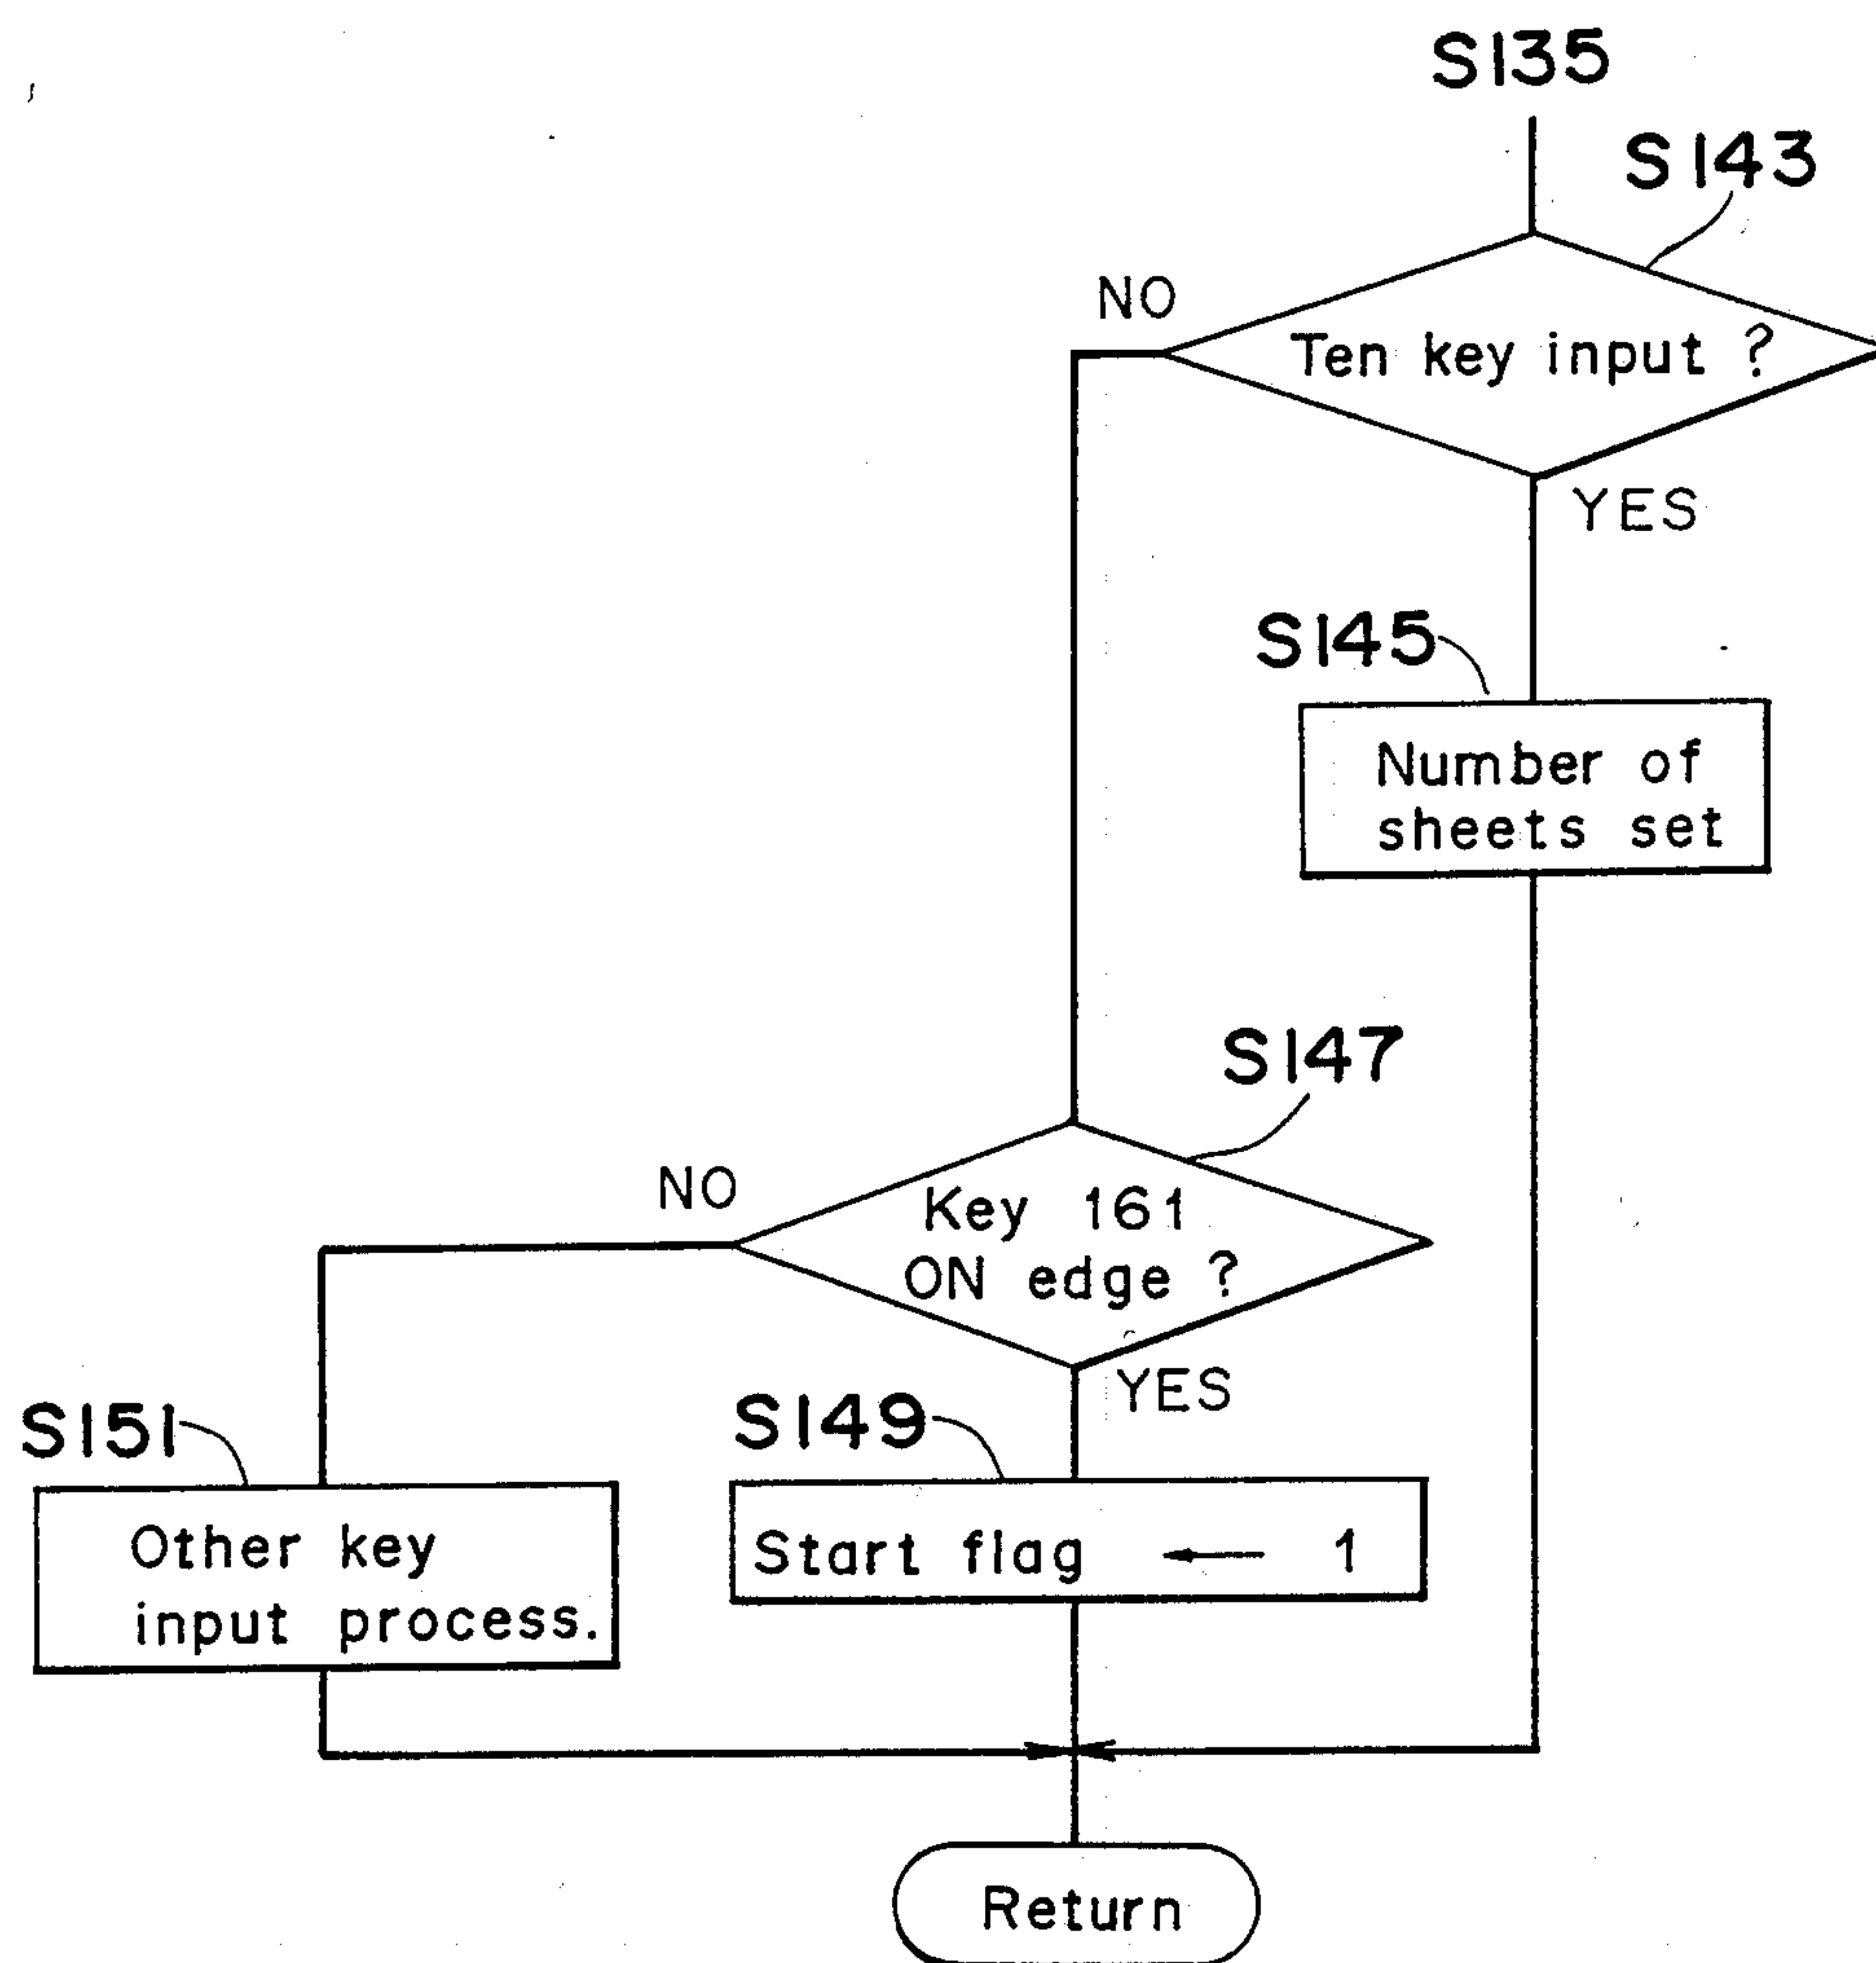 S135
S143
NO
Ten key input ?
YES
S145
Number of
sheets set
S147
NO
Key 161
ON edge ?
YES
S151
S149
Other key
input process.
Start flag ← 1
Return